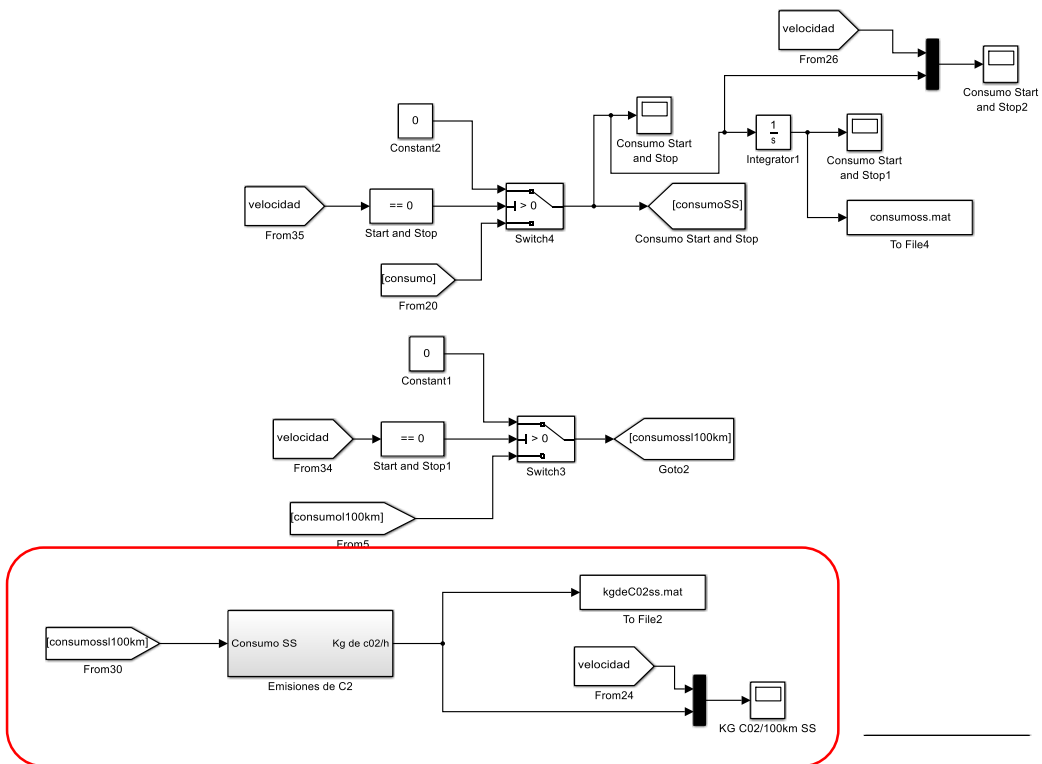 velocidad
From26
Consumo Start
and Stop2
0
Constant2
Consumo Start
and Stop
1
s
Integrator1
Consumo Start
and Stop1
velocidad
From35
== 0
Start and Stop
> 0
Switch4
[consumoSS]
Consumo Start and Stop
consumoss.mat
To File4
[consumo]
From20
0
Constant1
velocidad
From34
== 0
Start and Stop1
> 0
Switch3
[consumossl100km]
Goto2
[consumol100km]
From5
kgdeC02ss.mat
To File2
[consumossl100km]
From30
Consumo SS
Kg de c02/h
Emisiones de C2
velocidad
From24
KG C02/100km SS